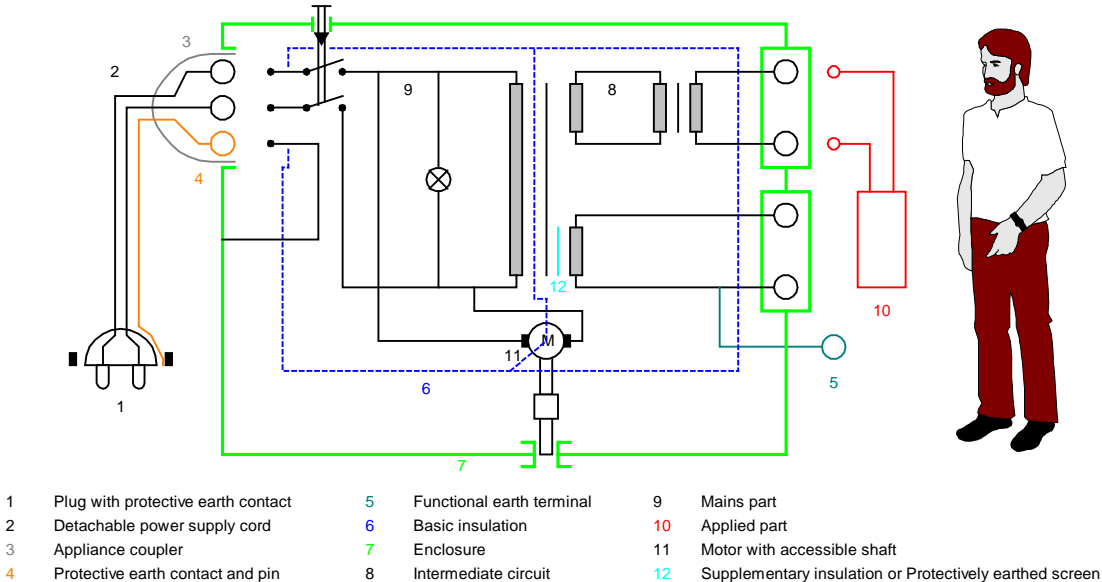 3
2
9
8
4
12
10
M
11
5
6
1
7
1 Plug with protective earth contact
2 Detachable power supply cord
3 Appliance coupler
4 Protective earth contact and pin
5 Functional earth terminal
6 Basic insulation
7 Enclosure
8 Intermediate circuit
9 Mains part
10 Applied part
11 Motor with accessible shaft
12 Supplementary insulation or Protectively earthed screen